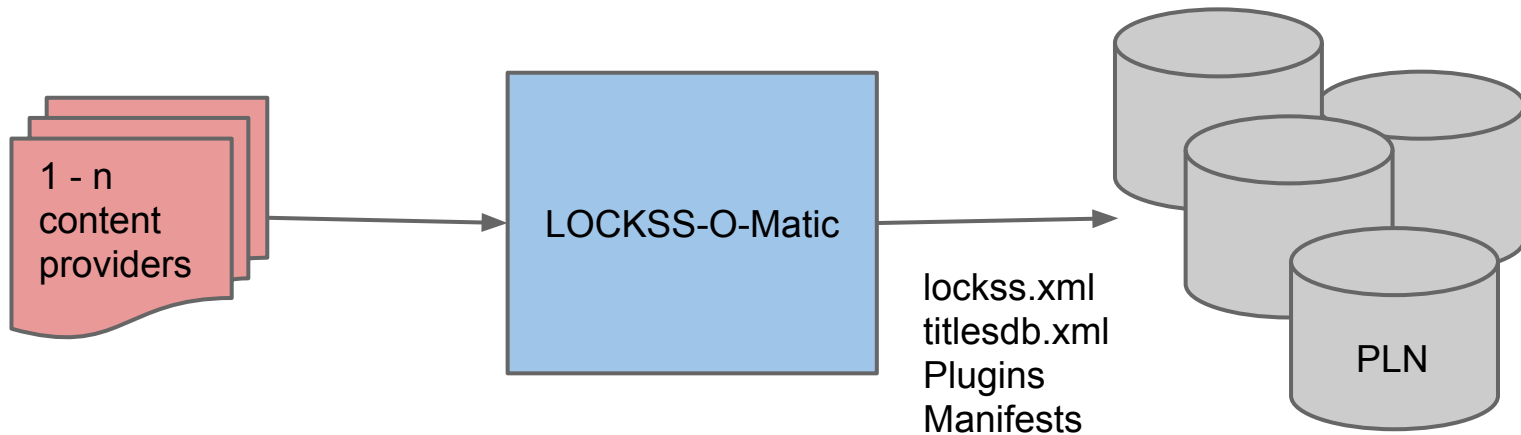 1 - n
content
providers
LOCKSS-O-Matic
lockss.xml
titlesdb.xml
Plugins
Manifests
PLN